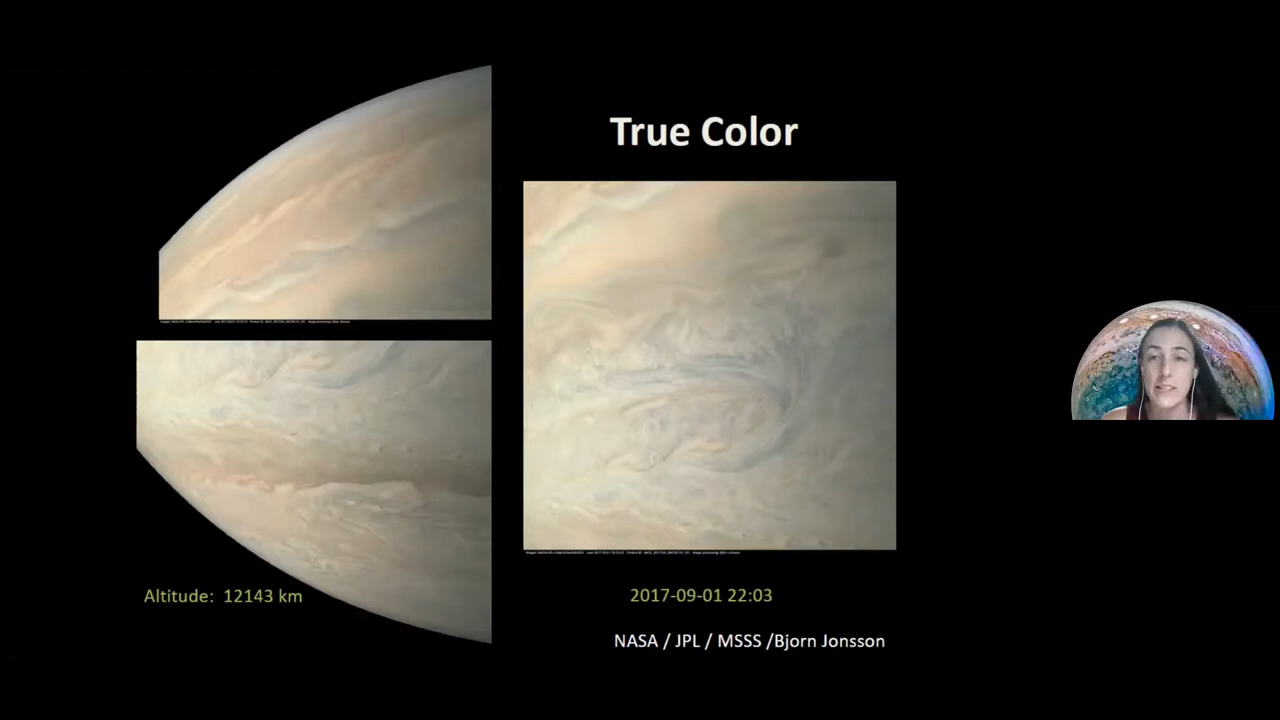 True Color
Altitude: 12143 km
2017-09-01 22:03
NASA / JPL / MSSS /Bjorn Jonsson